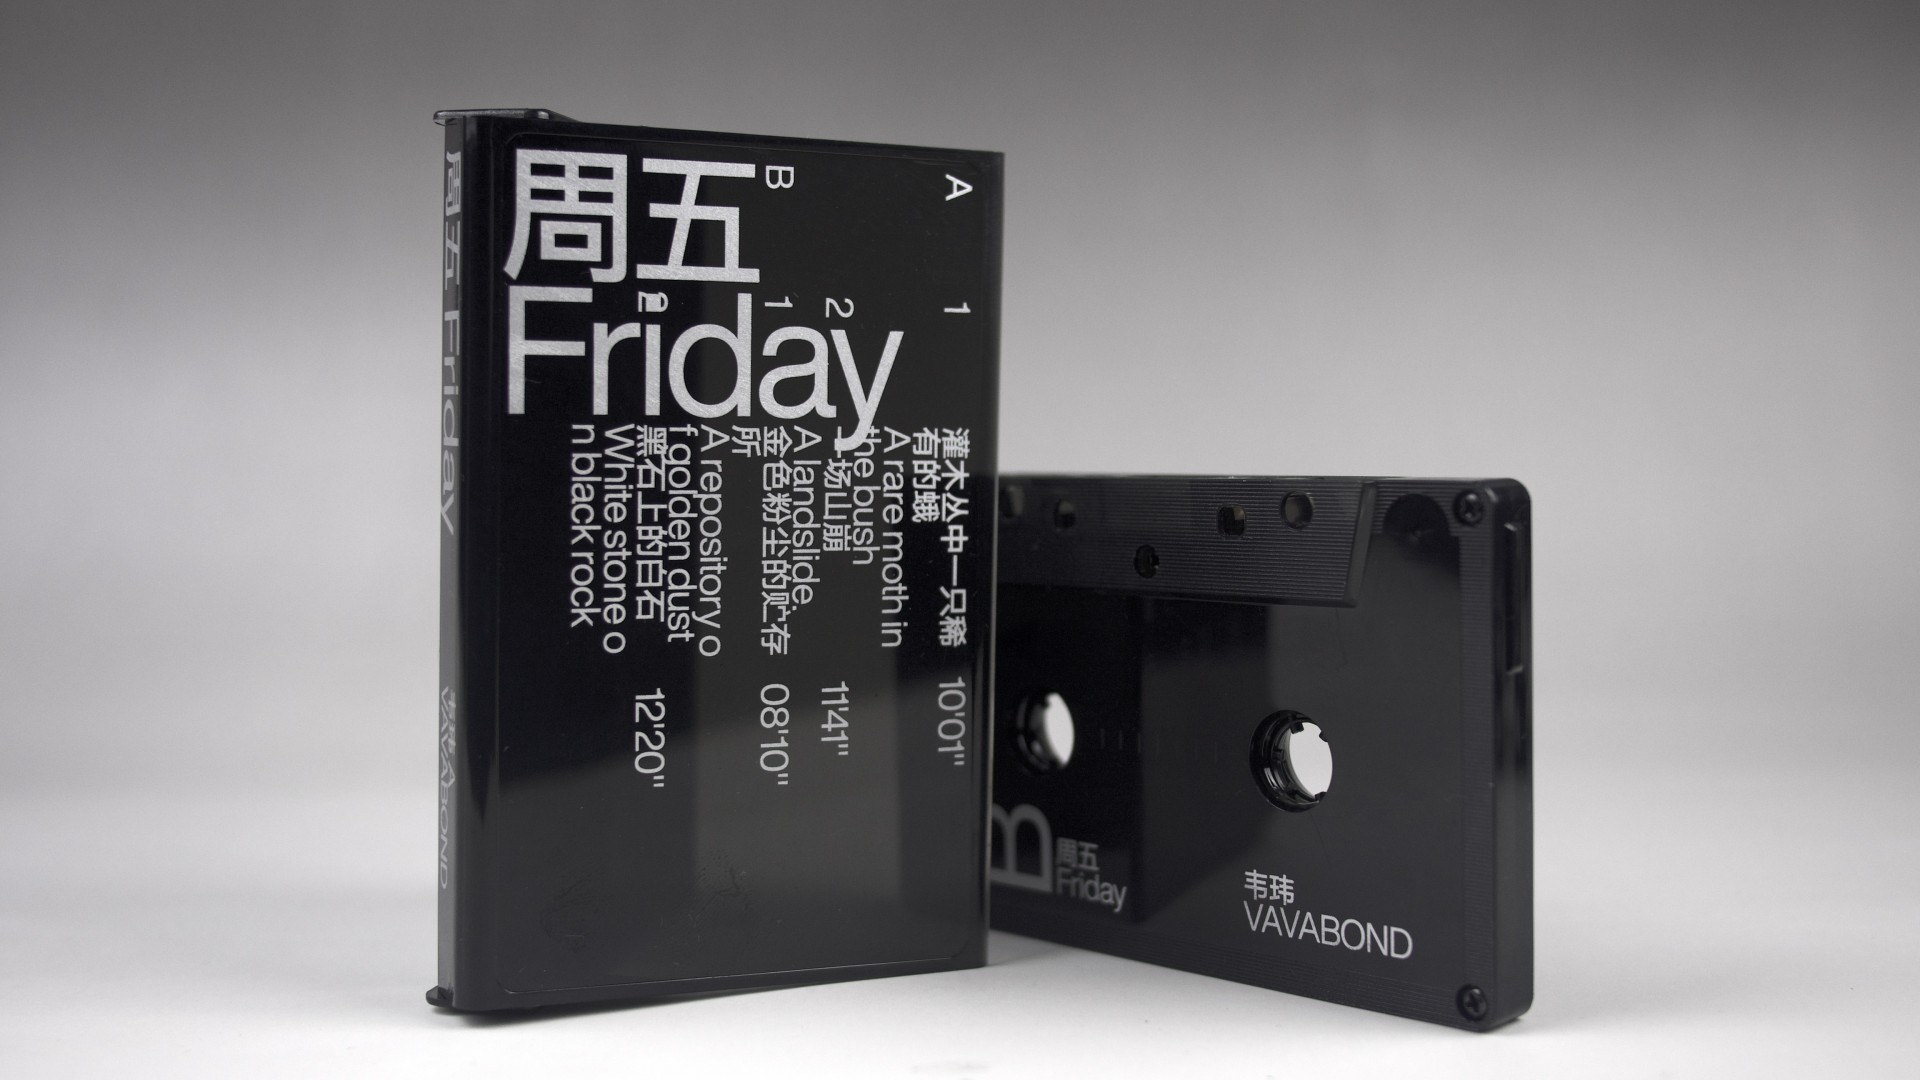 周五
Friday
A
1
灌木丛中一只稀
有的蛾
A rare moth in
the bush
10'01"
2
一场山崩
A landslide.
11'41"
B
1
金色粉尘的贮存
所
A repository o
f golden dust
08'10"
2
黑石上的白石
White stone o
n black rock
12'20"
周五 Friday
韦玮
VAVABOND
B
周五
Friday
韦玮
VAVABOND